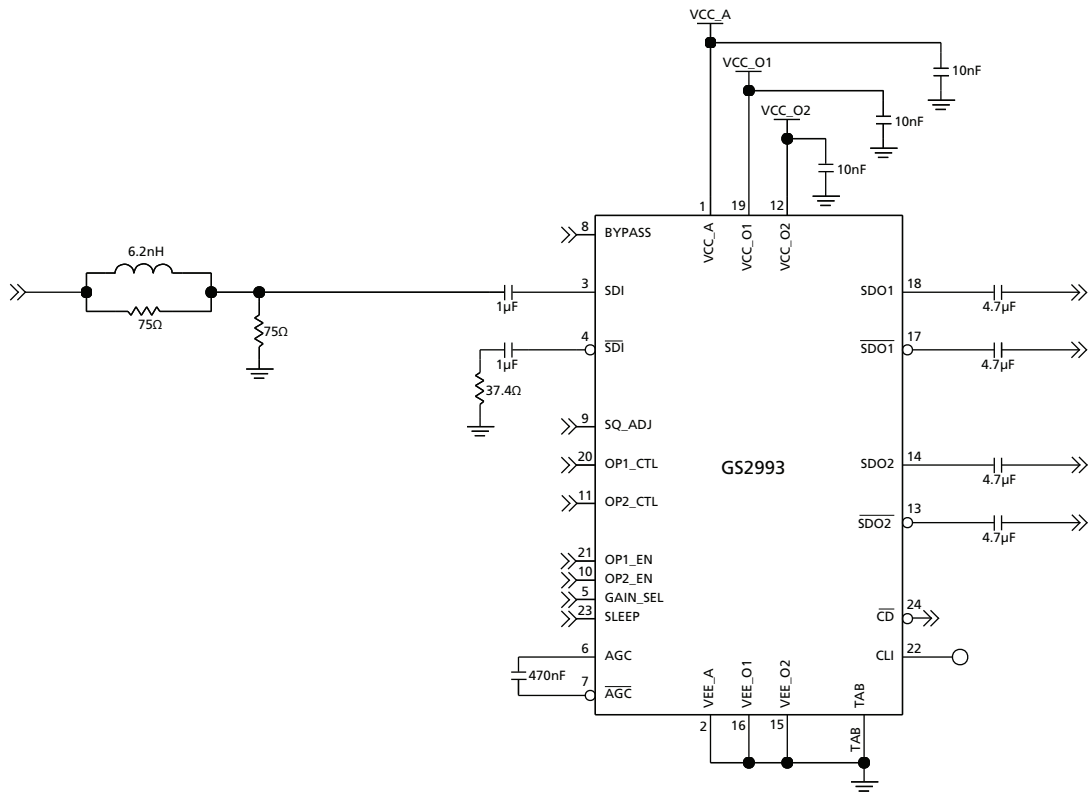 VCC_A
10nF
VCC_O1
10nF
VCC_O2
10nF
1
19
12
VCC_A
VCC_O1
VCC_O2
8
BYPASS
6.2nH
75Ω
75Ω
1µF
3
SDI
4
SDI
1µF
37.4Ω
9
SQ_ADJ
20
OP1_CTL
11
OP2_CTL
21
OP1_EN
10
OP2_EN
5
GAIN_SEL
23
SLEEP
6
AGC
470nF
7
AGC
GS2993
SDO1
18
4.7µF
SDO1
17
4.7µF
SDO2
14
4.7µF
SDO2
13
4.7µF
CD
24
CLI
22
VEE_A
VEE_O1
VEE_O2
TAB
2
16
15
TAB